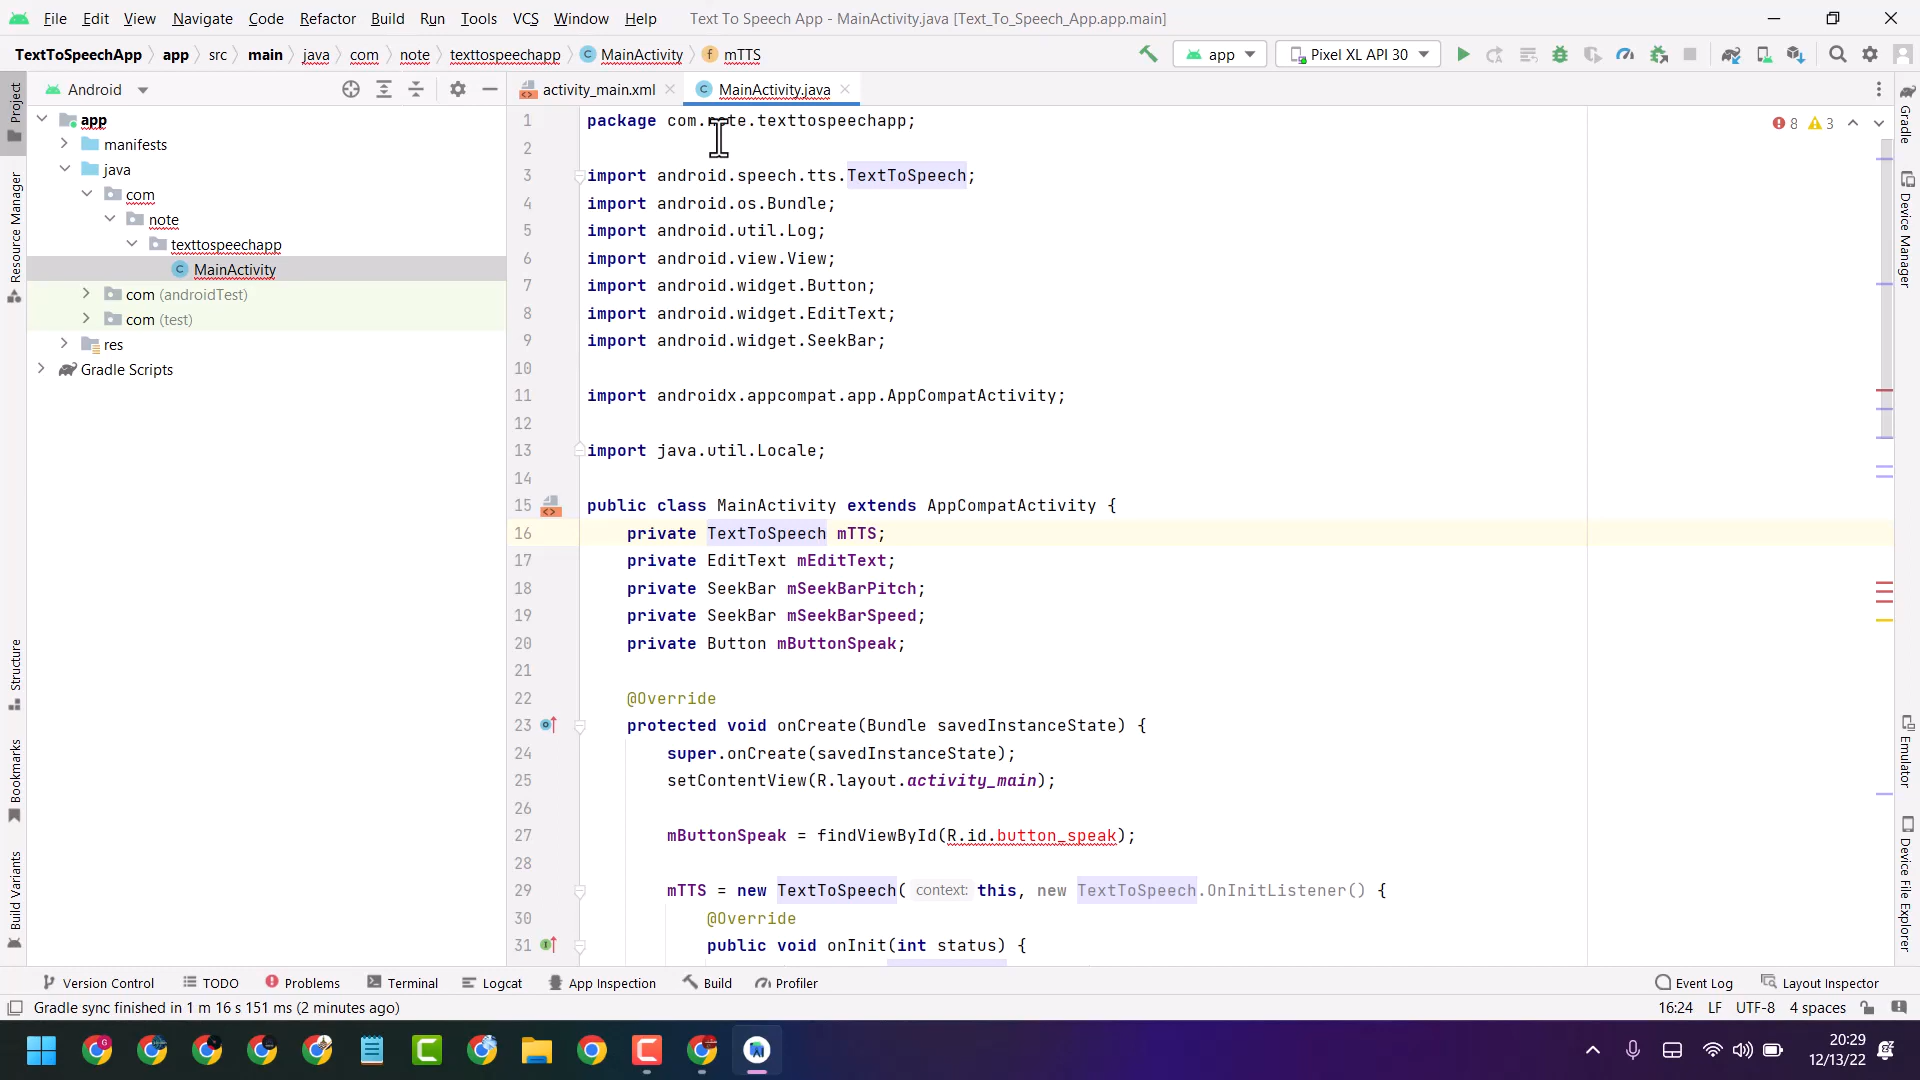 File Edit View Navigate Code Refactor Build Run Tools VCS Window Help Text To Speech App - MainActivity.java [Text_To_Speech_App.app.main]
TextToSpeechApp app src main java com note texttospeechapp C MainActivity f mTTS app Pixel XL API 30
Android activity_main.xml C MainActivity.java
Project
Resource Manager
Structure
Bookmarks
Build Variants
app
manifests
java
com
note
texttospeechapp
C MainActivity
com (androidTest)
com (test)
res
Gradle Scripts
8 3
1 package com.note.texttospeechapp;
2
3 import android.speech.tts.TextToSpeech;
4 import android.os.Bundle;
5 import android.util.Log;
6 import android.view.View;
7 import android.widget.Button;
8 import android.widget.EditText;
9 import android.widget.SeekBar;
10
11 import androidx.appcompat.app.AppCompatActivity;
12
13 import java.util.Locale;
14
15 public class MainActivity extends AppCompatActivity {
16 private TextToSpeech mTTS;
17 private EditText mEditText;
18 private SeekBar mSeekBarPitch;
19 private SeekBar mSeekBarSpeed;
20 private Button mButtonSpeak;
21
22 @Override
23 protected void onCreate(Bundle savedInstanceState) {
24 super.onCreate(savedInstanceState);
25 setContentView(R.layout.activity_main);
26
27 mButtonSpeak = findViewById(R.id.button_speak);
28
29 mTTS = new TextToSpeech( context: this, new TextToSpeech.OnInitListener() {
30 @Override
31 public void onInit(int status) {
Gradle
Device Manager
Emulator
Device File Explorer
Version Control TODO Problems Terminal Logcat App Inspection Build Profiler Event Log Layout Inspector
Gradle sync finished in 1 m 16 s 151 ms (2 minutes ago) 16:24 LF UTF-8 4 spaces
20:29
12/13/22